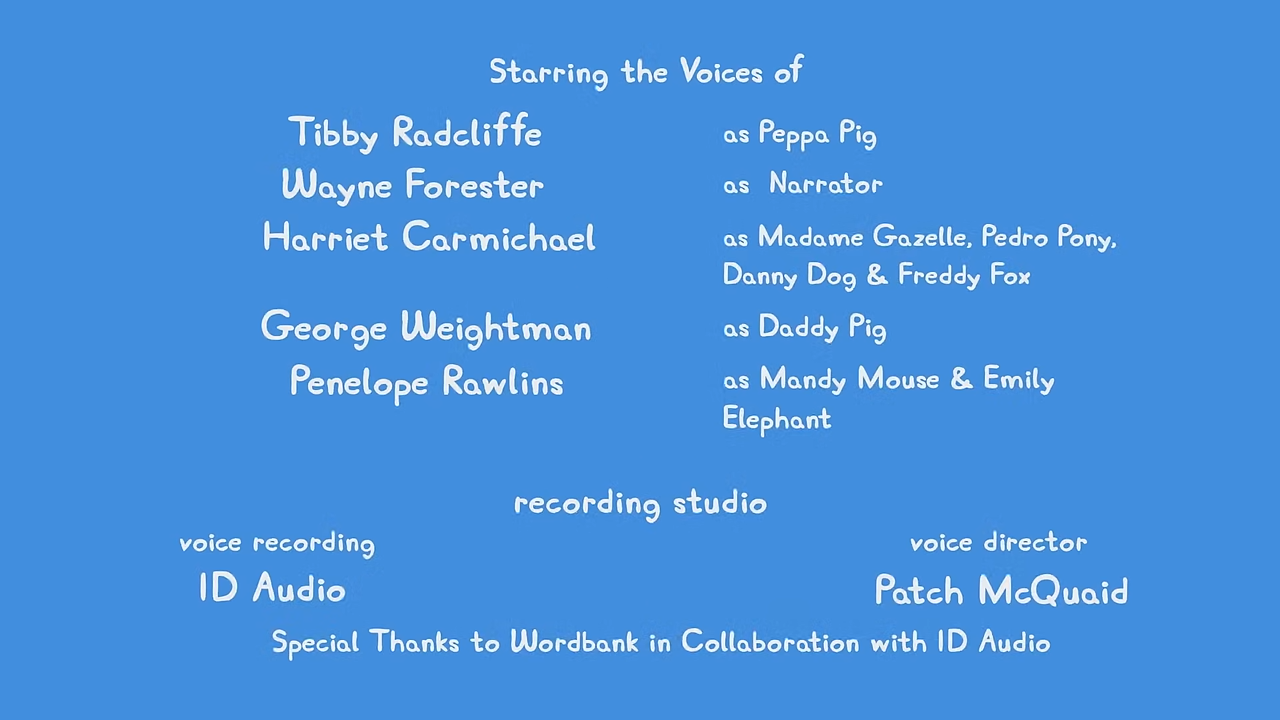 Starring the Voices of
Tibby Radcliffe as Peppa Pig
Wayne Forester as Narrator
Harriet Carmichael as Madame Gazelle, Pedro Pony,
Danny Dog & Freddy Fox
George Weightman as Daddy Pig
Penelope Rawlins as Mandy Mouse & Emily
Elephant
recording studio
voice recording voice director
ID Audio Patch McQuaid
Special Thanks to Wordbank in Collaboration with ID Audio